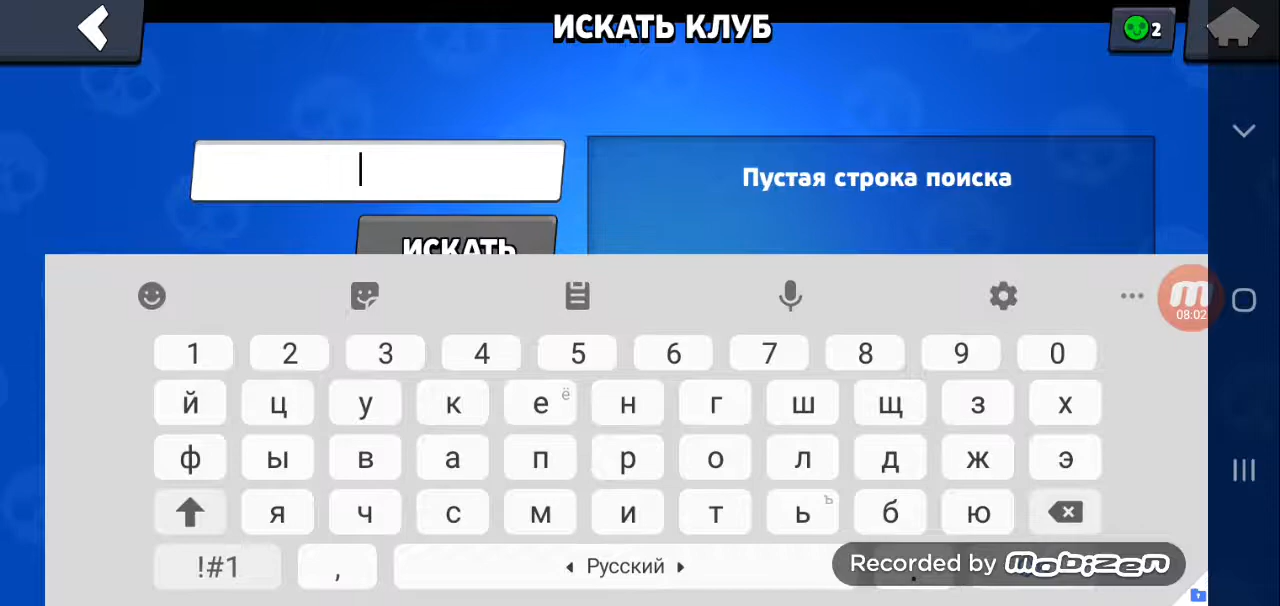 ИСКАТЬ КЛУБ
2
Пустая строка поиска
ИСКАТЬ
08:02
1 2 3 4 5 6 7 8 9 0
й ц у к е ё н г ш щ з х
ф ы в а п р о л д ж э
я ч с м и т ь ъ б ю
!#1 , Русский .
Recorded by mobizen